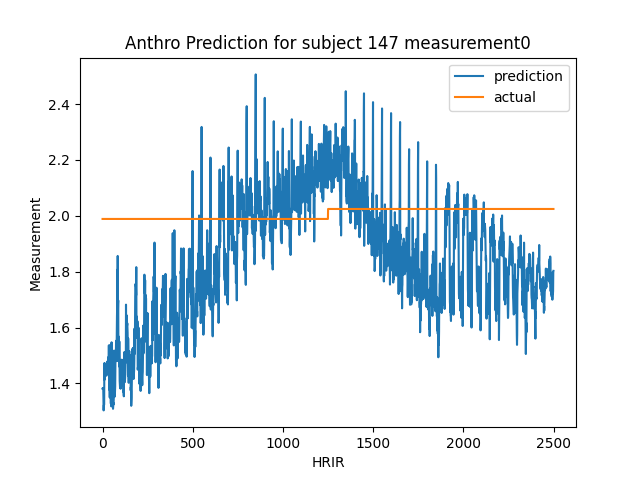 Anthro Prediction for subject 147 measurement0
prediction
actual
2.4
2.2
2.0
1.8
1.6
1.4
Measurement
0
500
1000
1500
2000
2500
HRIR